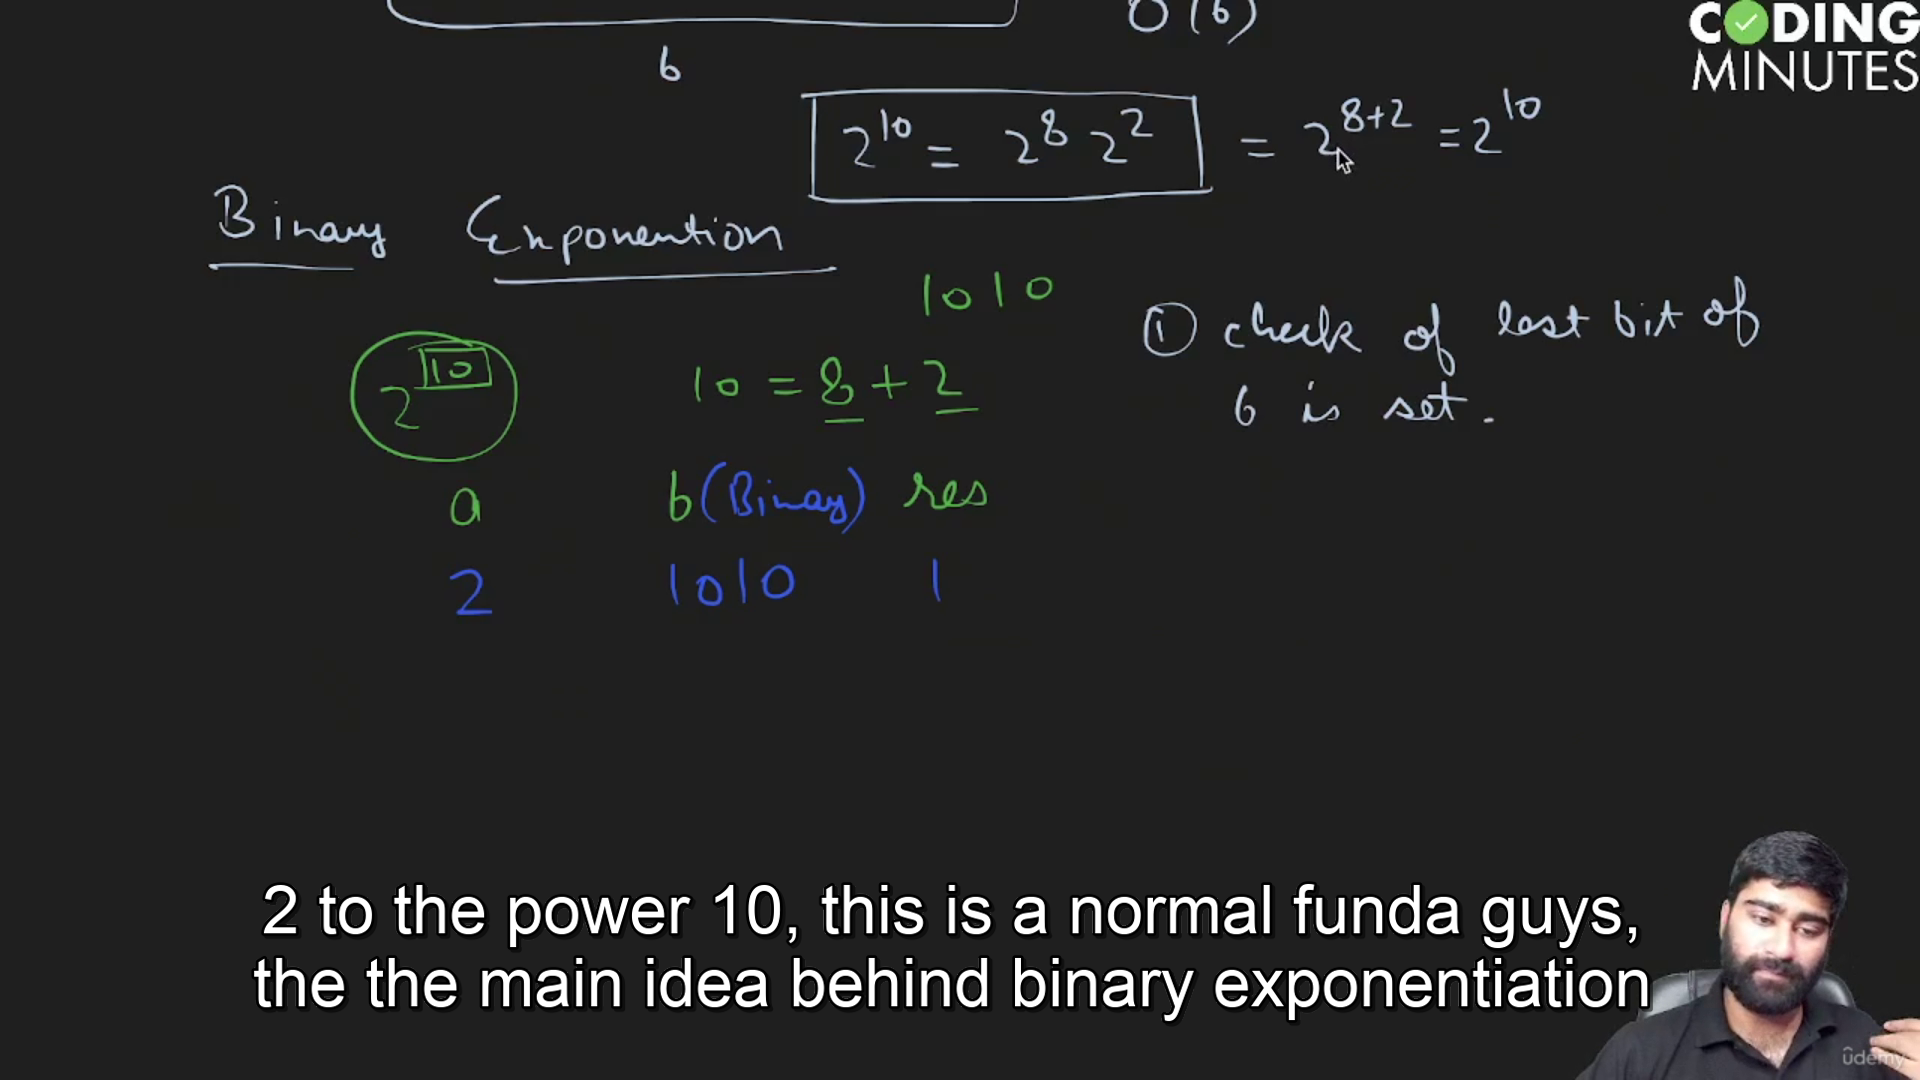 O(b)
CODING
MINUTES
b
2^10 = 2^8 2^2 = 2^8+2 = 2^10
Binary Exponention
1010
① check of last bit of
b is set.
2^10
10 = 8 + 2
a b (Binary) res
2 1010 1
2 to the power 10, this is a normal funda guys,
the the main idea behind binary exponentiation
ûdemy